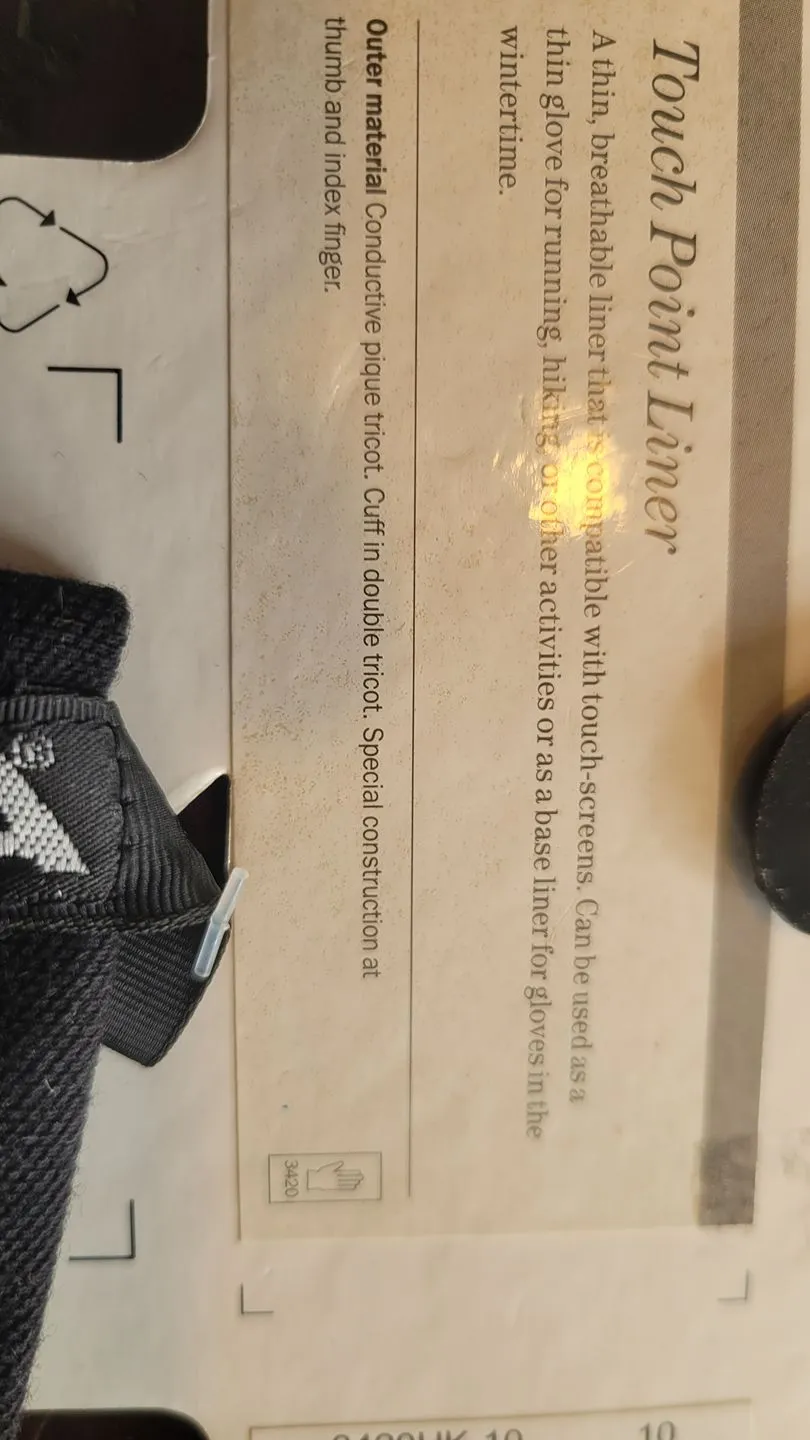 Touch Point Liner
A thin, breathable liner that is compatible with touch-screens. Can be used as a
thin glove for running, hiking, or other activities or as a base liner for gloves in the
wintertime.
Outer material Conductive pique tricot. Cuff in double tricot. Special construction at
thumb and index finger.
3420
10
10